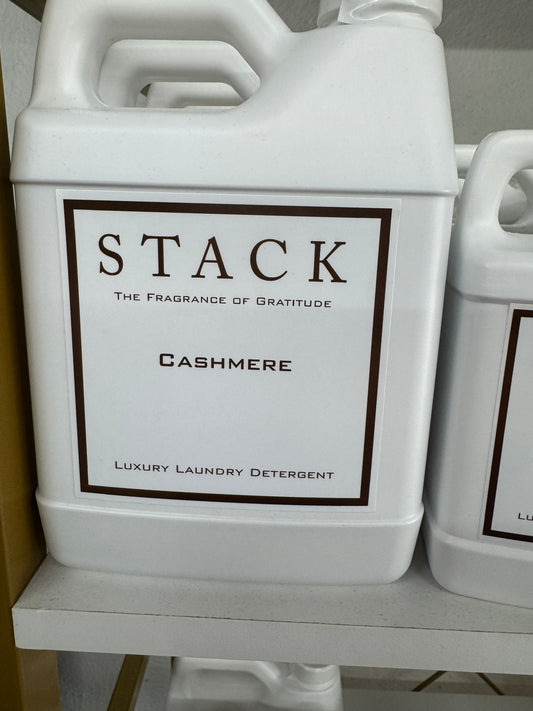 STACK
The Fragrance of Gratitude
Cashmere
Luxury Laundry Detergent